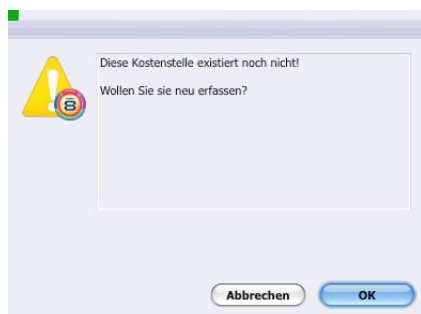 Diese Kostenstelle existiert noch nicht!
Wollen Sie sie neu erfassen?
Abbrechen
OK